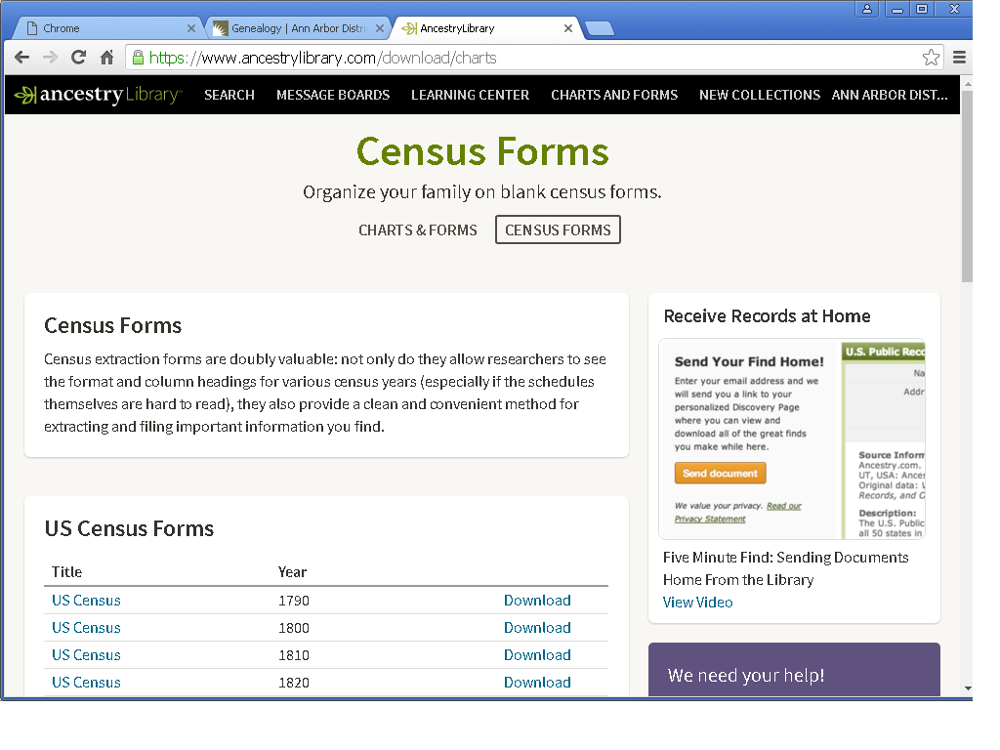 Chrome
Genealogy | Ann Arbor Distri
AncestryLibrary
https://www.ancestrylibrary.com/download/charts
ancestryLibrary SEARCH MESSAGE BOARDS LEARNING CENTER CHARTS AND FORMS NEW COLLECTIONS ANN ARBOR DIST...
Census Forms
Organize your family on blank census forms.
CHARTS & FORMS CENSUS FORMS
Census Forms
Census extraction forms are doubly valuable: not only do they allow researchers to see
the format and column headings for various census years (especially if the schedules
themselves are hard to read), they also provide a clean and convenient method for
extracting and filing important information you find.
US Census Forms
Title Year
US Census 1790 Download
US Census 1800 Download
US Census 1810 Download
US Census 1820 Download
Receive Records at Home
Send Your Find Home!
Enter your email address and we
will send you a link to your
personalized Discovery Page
where you can view and
download all of the great finds
you make while here.
Send document
We value your privacy. Read our
Privacy Statement
U.S. Public Reco
Na
Addr
Source Inform
Ancestry.com.
UT, USA: Ances
Original data: 
Records, and C
Description:
The U.S. Public
all 50 states in
Five Minute Find: Sending Documents
Home From the Library
View Video
We need your help!